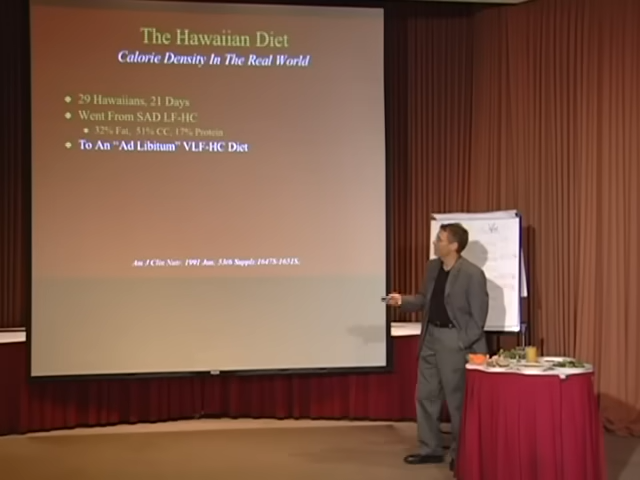 The Hawaiian Diet
Calorie Density In The Real World
29 Hawaiians, 21 Days
Went From SAD LF-HC
32% Fat, 51% CC, 17% Protein
To An "Ad Libitum" VLF-HC Diet
Am J Clin Nutr. 1991 Jun, 53(6 Suppl): 1647S-1651S.